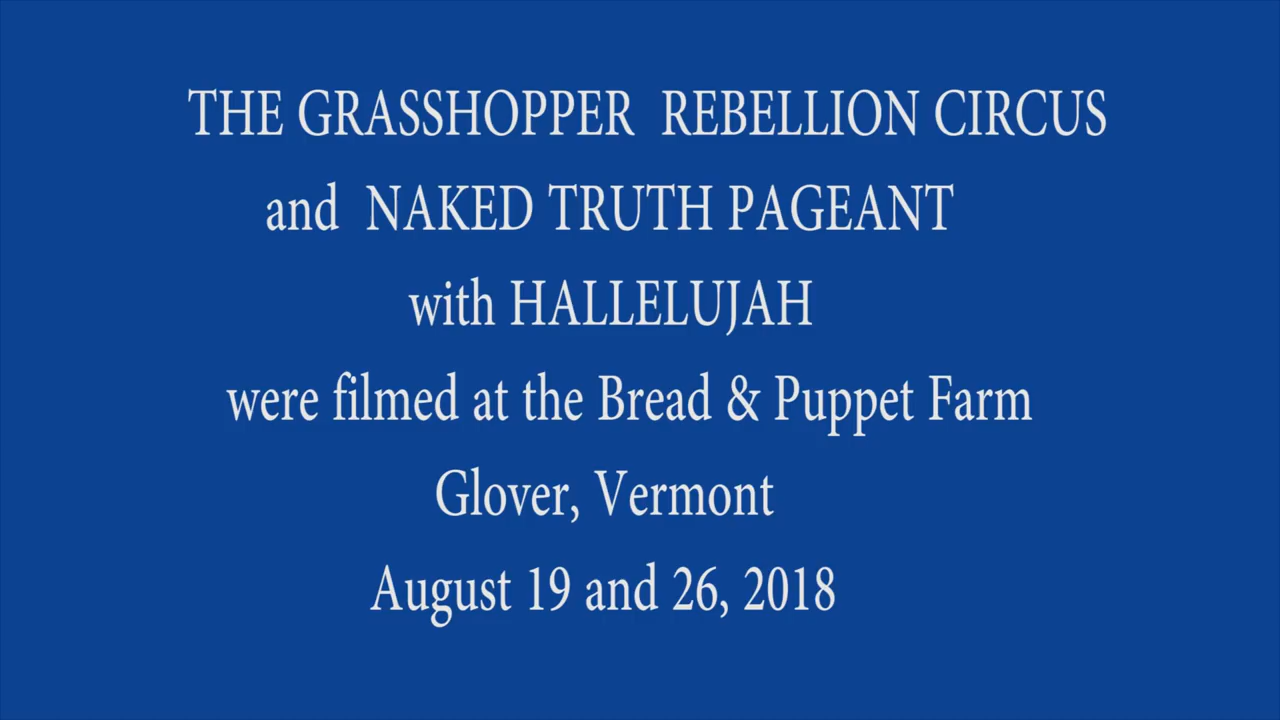 THE GRASSHOPPER REBELLION CIRCUS
and NAKED TRUTH PAGEANT
with HALLELUJAH
were filmed at the Bread & Puppet Farm
Glover, Vermont
August 19 and 26, 2018